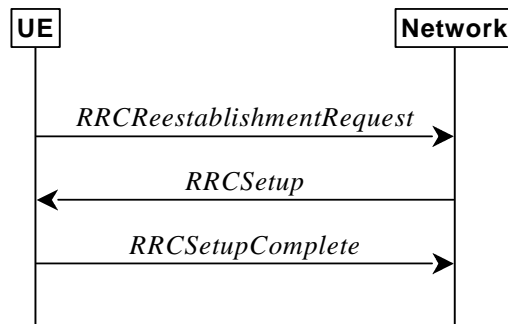 UE
Network
RRCReestablishmentRequest
RRCSetup
RRCSetupComplete